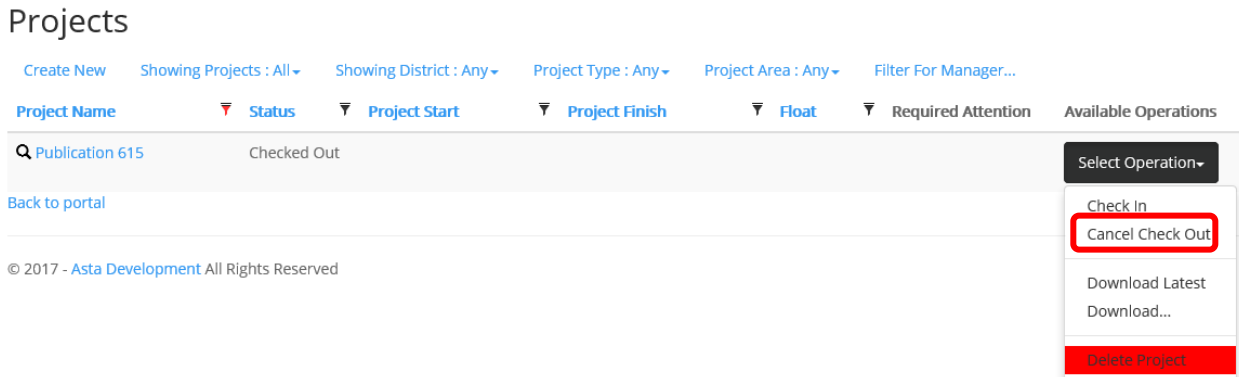 Projects
Create New Showing Projects : All Showing District : Any Project Type : Any Project Area : Any Filter For Manager...
Project Name Status Project Start Project Finish Float Required Attention Available Operations
Publication 615 Checked Out Select Operation
Check In
Back to portal
Cancel Check Out
© 2017 - Asta Development All Rights Reserved
Download Latest
Download...
Delete Project